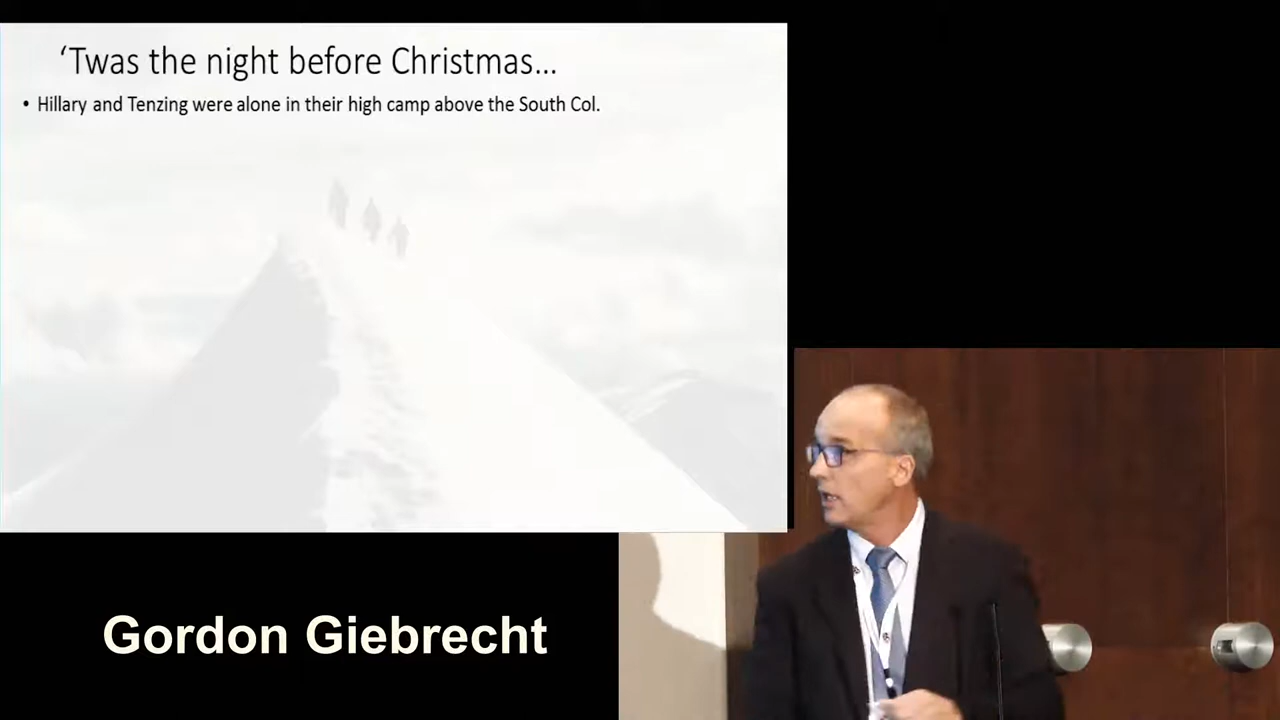 ‘Twas the night before Christmas...
• Hillary and Tenzing were alone in their high camp above the South Col.
Gordon Giebrecht